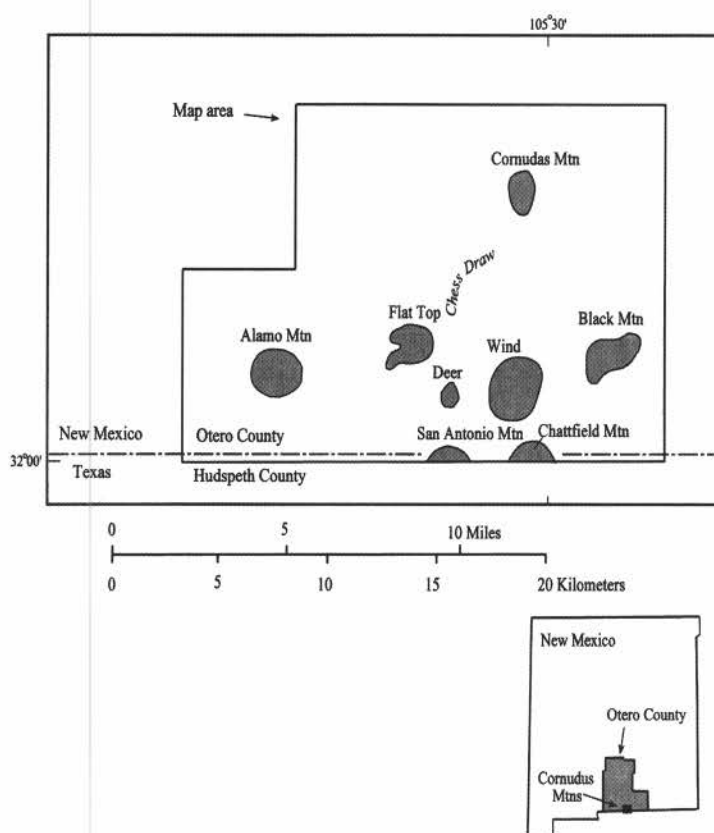 105°30'
Map area
Cornudas Mtn
Chess Draw
Flat Top
Black Mtn
Alamo Mtn
Wind
Deer
New Mexico
Otero County
San Antonio Mtn
Chattfield Mtn
32°00'
Texas
Hudspeth County
0 5 10 Miles
0 5 10 15 20 Kilometers
New Mexico
Otero County
Cornudus
Mtns